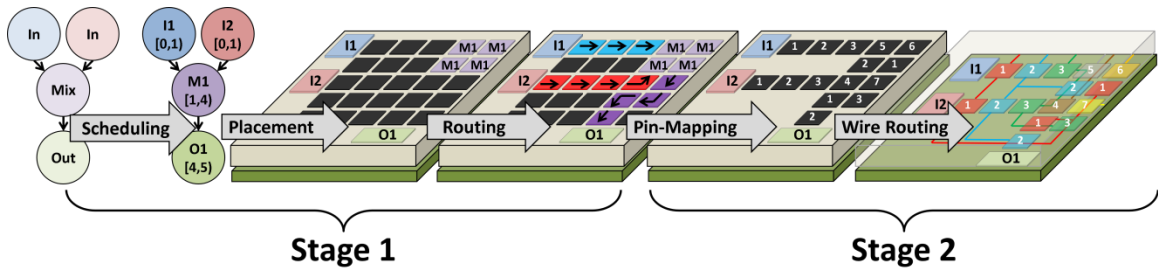 In
In
Mix
Out
Scheduling
I1
[0,1)
I2
[0,1)
M1
[1,4)
O1
[4,5)
Placement
I1
M1 M1
M1 M1
I2
O1
Routing
I1
M1 M1
M1 M1
I2
O1
Pin-Mapping
I1
1 2 3 5 6
2 1
I2
1 2 3 4 7
1 3
2
O1
Wire Routing
I1
1 2 3 5 6
2 1
I2
1 2 3 4 7
1 3
2
O1
Stage 1
Stage 2